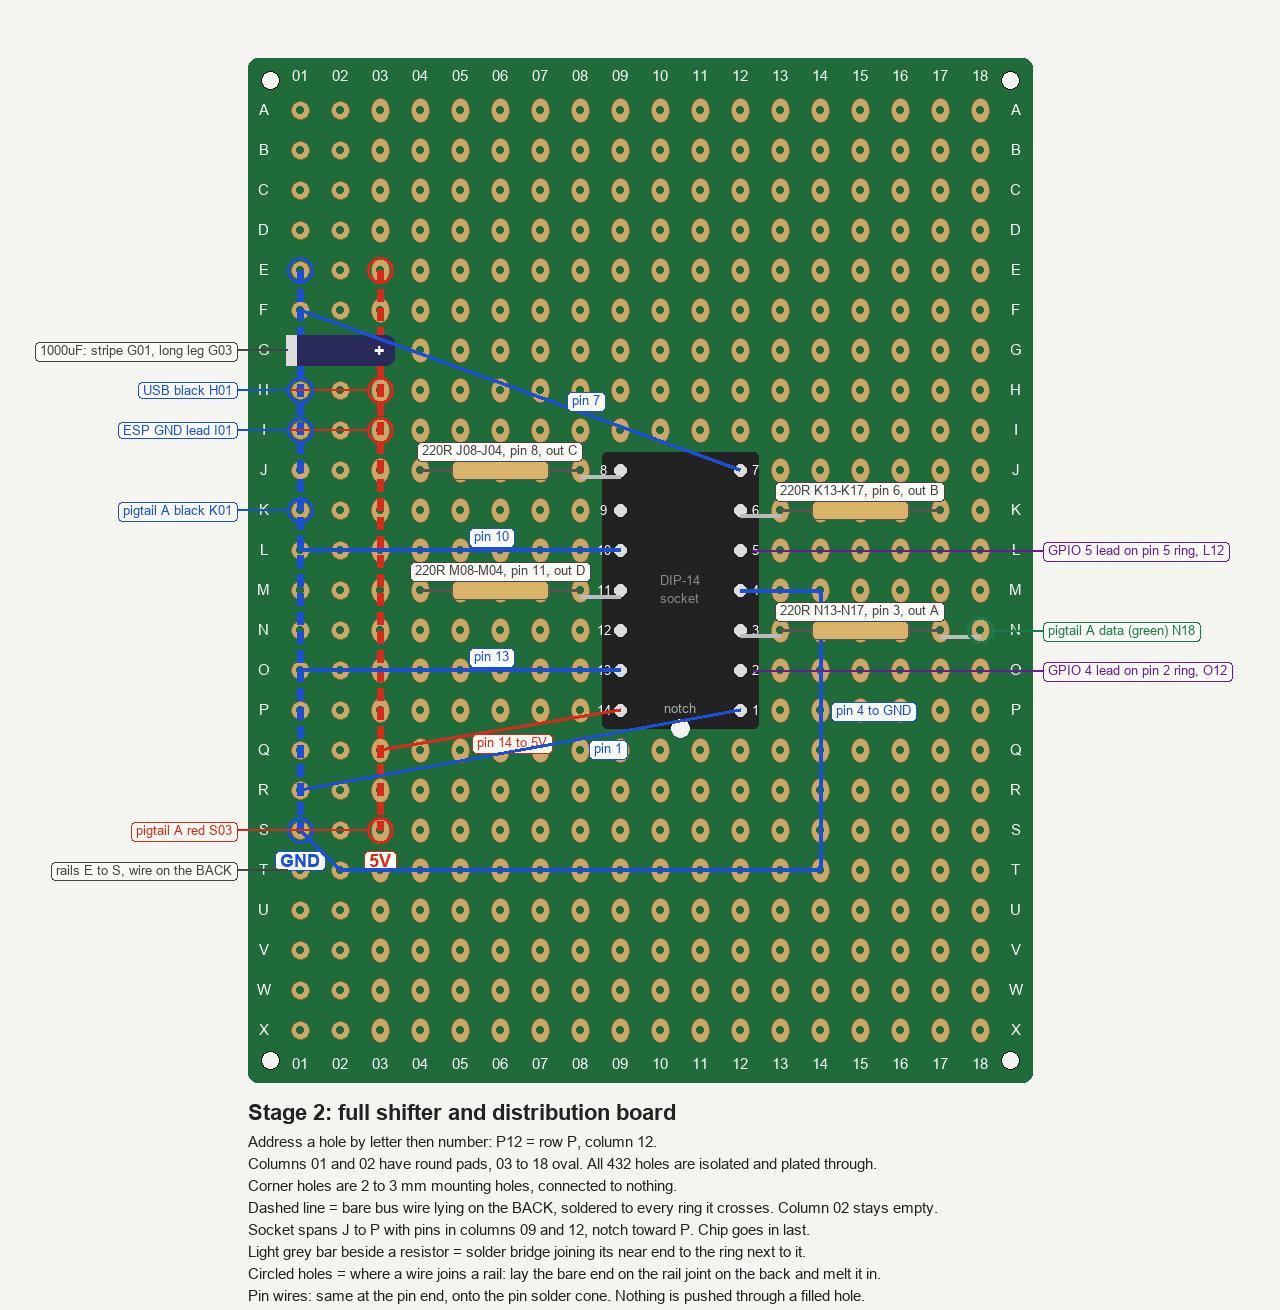 01 02 03 04 05 06 07 08 09 10 11 12 13 14 15 16 17 18
A A
B B
C C
D D
E E
F F
1000uF: stripe G01, long leg G03 G + G
USB black H01 H pin 7 H
ESP GND lead I01 I I
220R J08-J04, pin 8, out C
J 8 7 J
220R K13-K17, pin 6, out B
pigtail A black K01 K 9 6 K
pin 10
L 10 5 L GPIO 5 lead on pin 5 ring, L12
220R M08-M04, pin 11, out D
M 11 DIP-14 4 M
socket
220R N13-N17, pin 3, out A
N 12 3 N pigtail A data (green) N18
pin 13
O 13 2 O GPIO 4 lead on pin 2 ring, O12
P 14 notch 1 pin 4 to GND P
pin 14 to 5V pin 1
Q Q
R R
pigtail A red S03 S S
GND 5V
rails E to S, wire on the BACK T T
U U
V V
W W
X X
01 02 03 04 05 06 07 08 09 10 11 12 13 14 15 16 17 18
Stage 2: full shifter and distribution board
Address a hole by letter then number: P12 = row P, column 12.
Columns 01 and 02 have round pads, 03 to 18 oval. All 432 holes are isolated and plated through.
Corner holes are 2 to 3 mm mounting holes, connected to nothing.
Dashed line = bare bus wire lying on the BACK, soldered to every ring it crosses. Column 02 stays empty.
Socket spans J to P with pins in columns 09 and 12, notch toward P. Chip goes in last.
Light grey bar beside a resistor = solder bridge joining its near end to the ring next to it.
Circled holes = where a wire joins a rail: lay the bare end on the rail joint on the back and melt it in.
Pin wires: same at the pin end, onto the pin solder cone. Nothing is pushed through a filled hole.